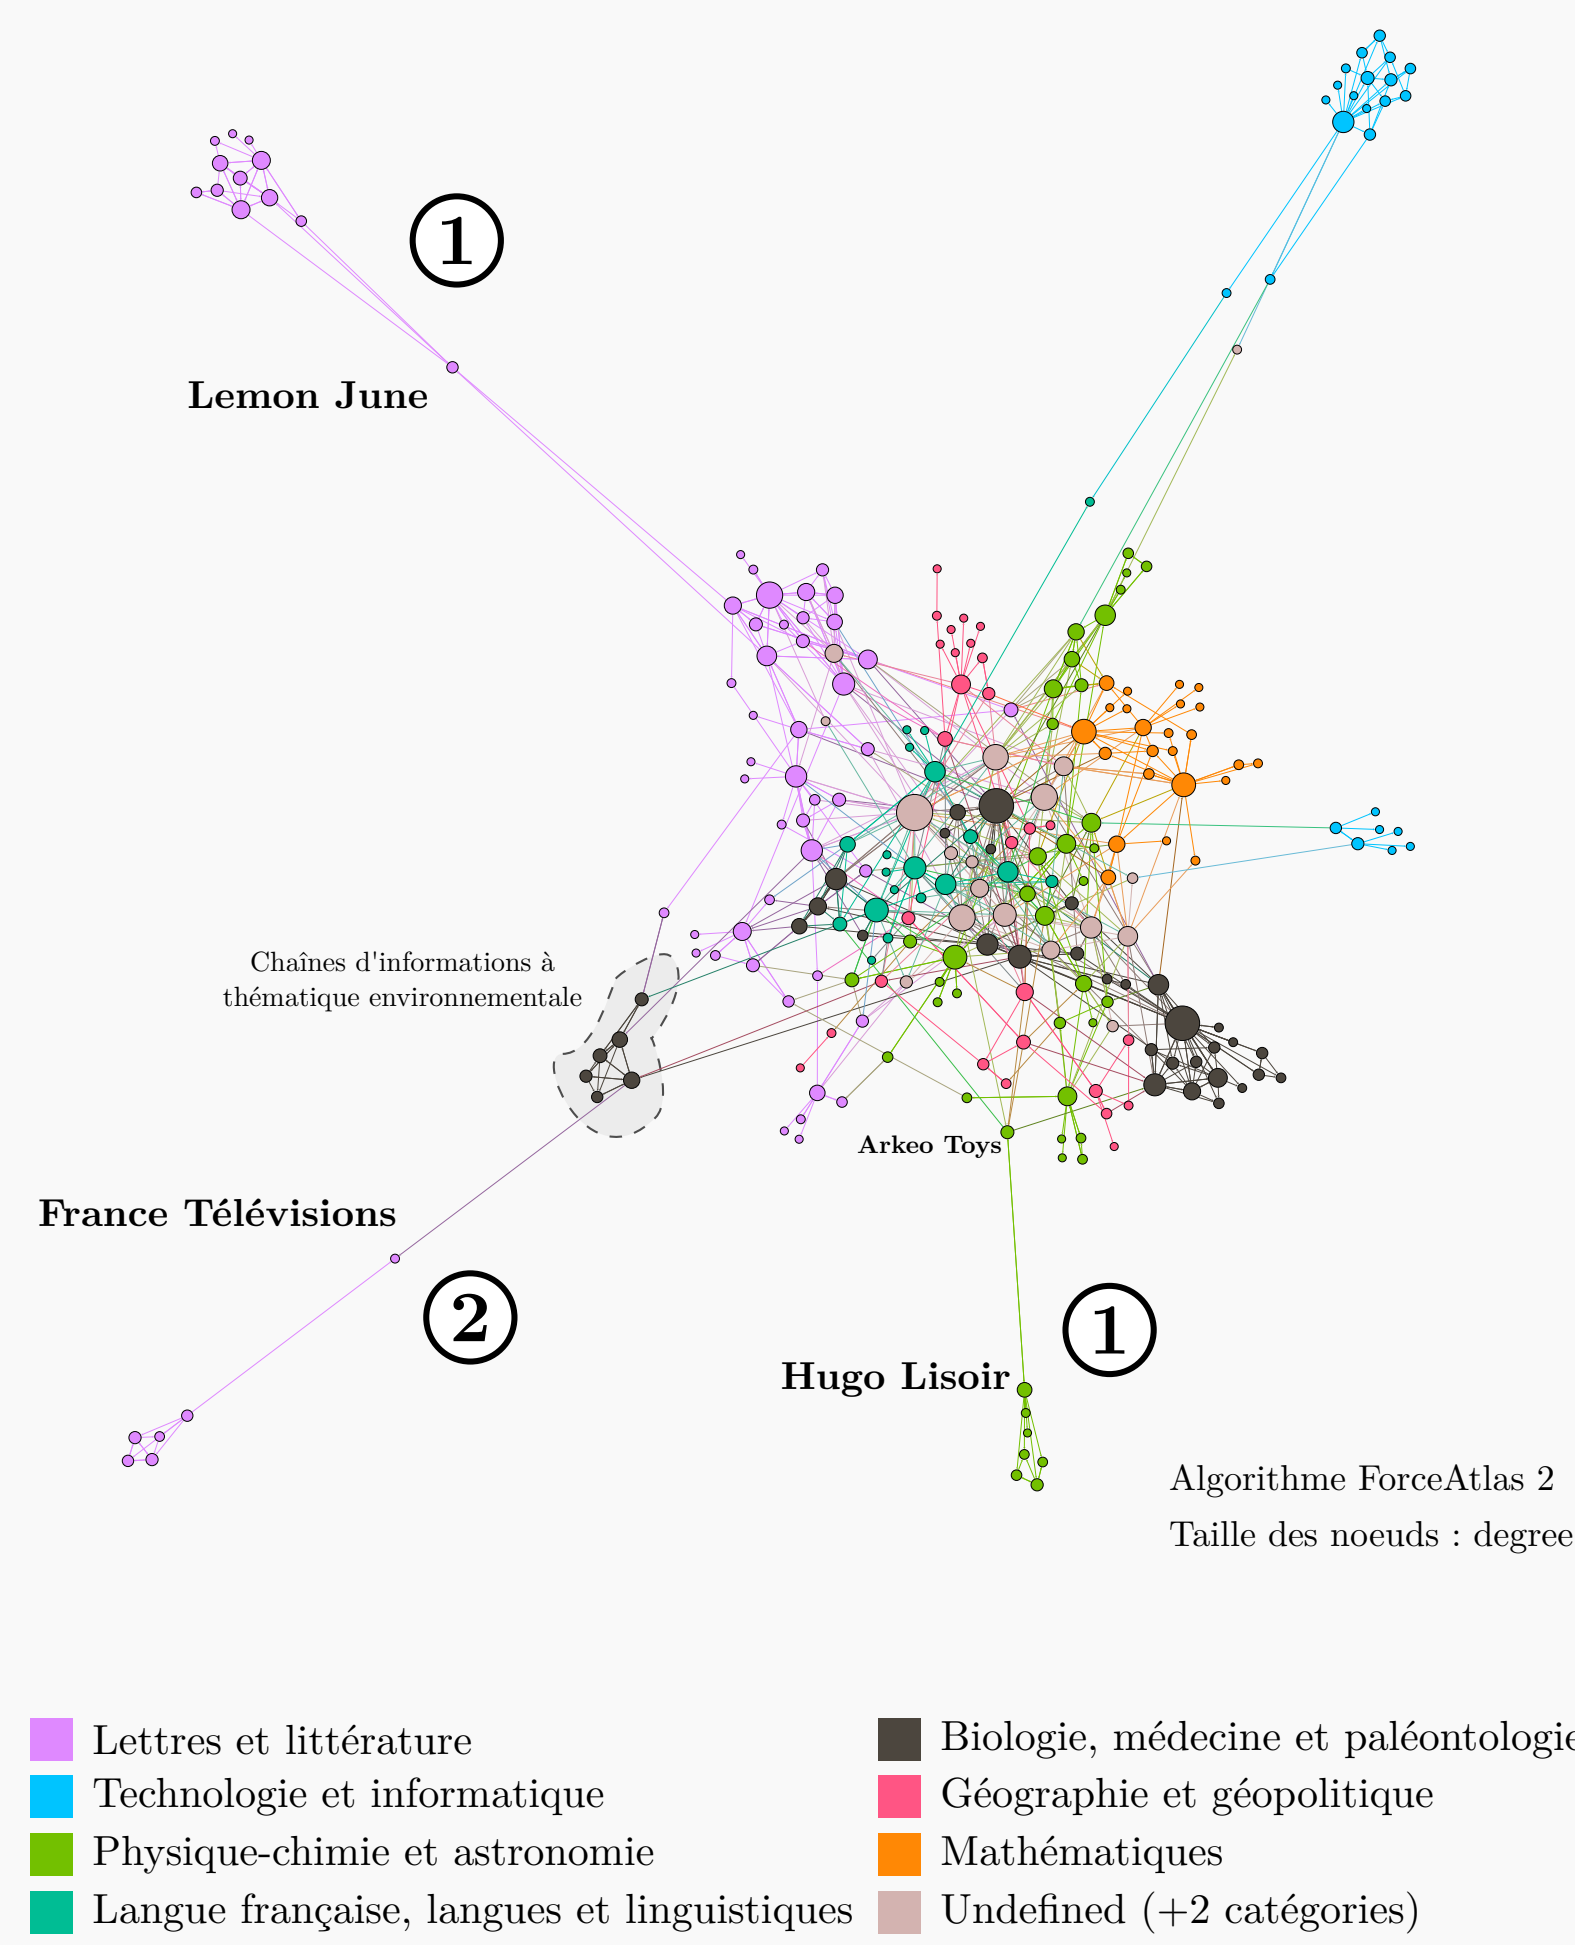 1
Lemon June
Chaînes d'informations à
thématique environnementale
Arkeo Toys
France Télévisions
2
1
Hugo Lisoir
Algorithme ForceAtlas 2
Taille des noeuds : degree
Lettres et littérature
Technologie et informatique
Physique-chimie et astronomie
Langue française, langues et linguistiques
Biologie, médecine et paléontologie
Géographie et géopolitique
Mathématiques
Undefined (+2 catégories)